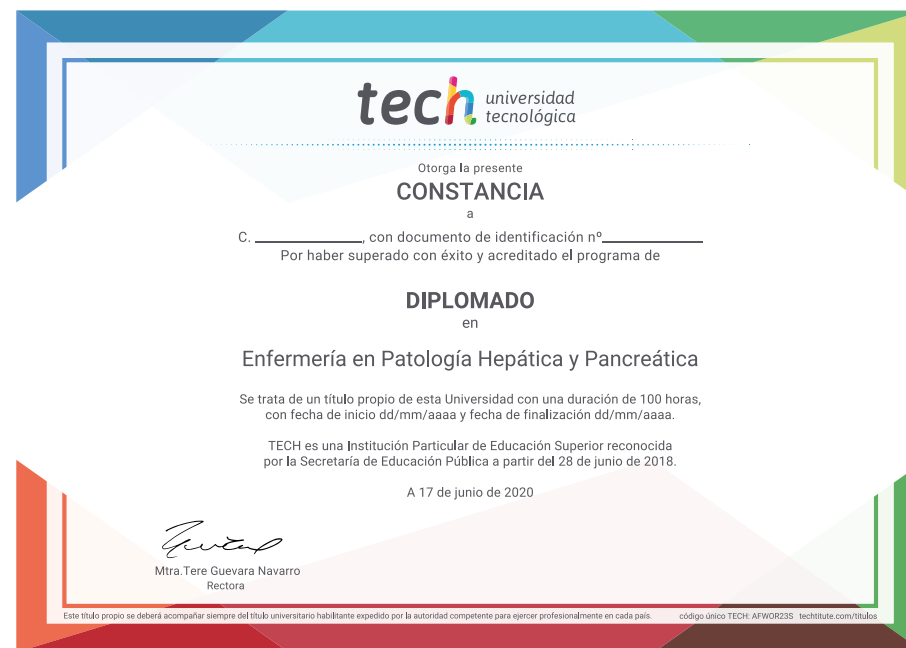 tech universidad
tecnológica
Otorga la presente
CONSTANCIA
a
C. ____________, con documento de identificación nº____________
Por haber superado con éxito y acreditado el programa de
DIPLOMADO
en
Enfermería en Patología Hepática y Pancreática
Se trata de un título propio de esta Universidad con una duración de 100 horas,
con fecha de inicio dd/mm/aaaa y fecha de finalización dd/mm/aaaa.
TECH es una Institución Particular de Educación Superior reconocida
por la Secretaría de Educación Pública a partir del 28 de junio de 2018.
A 17 de junio de 2020
Mtra.Tere Guevara Navarro
Rectora
Este título propio se deberá acompañar siempre del título universitario habilitante expedido por la autoridad competente para ejercer profesionalmente en cada país. código único TECH: AFWOR23S techtitute.com/titulos